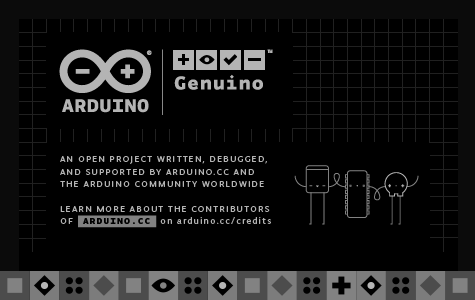 ARDUINO
Genuino™
AN OPEN PROJECT WRITTEN, DEBUGGED,
AND SUPPORTED BY ARDUINO.CC AND
THE ARDUINO COMMUNITY WORLDWIDE
LEARN MORE ABOUT THE CONTRIBUTORS
OF ARDUINO.CC on arduino.cc/credits